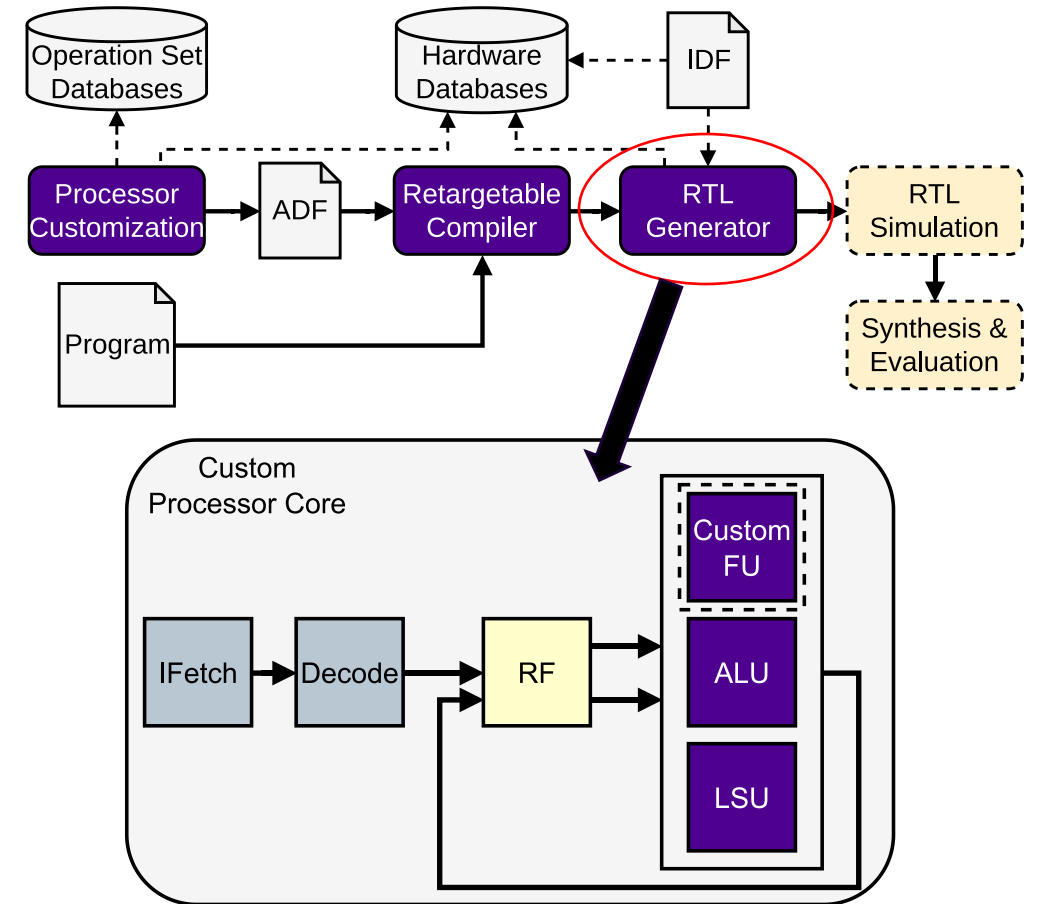 Operation Set
Databases
Hardware
Databases
IDF
Processor
Customization
ADF
Retargetable
Compiler
RTL
Generator
RTL
Simulation
Program
Synthesis &
Evaluation
Custom
Processor Core
Custom
FU
IFetch
Decode
RF
ALU
LSU